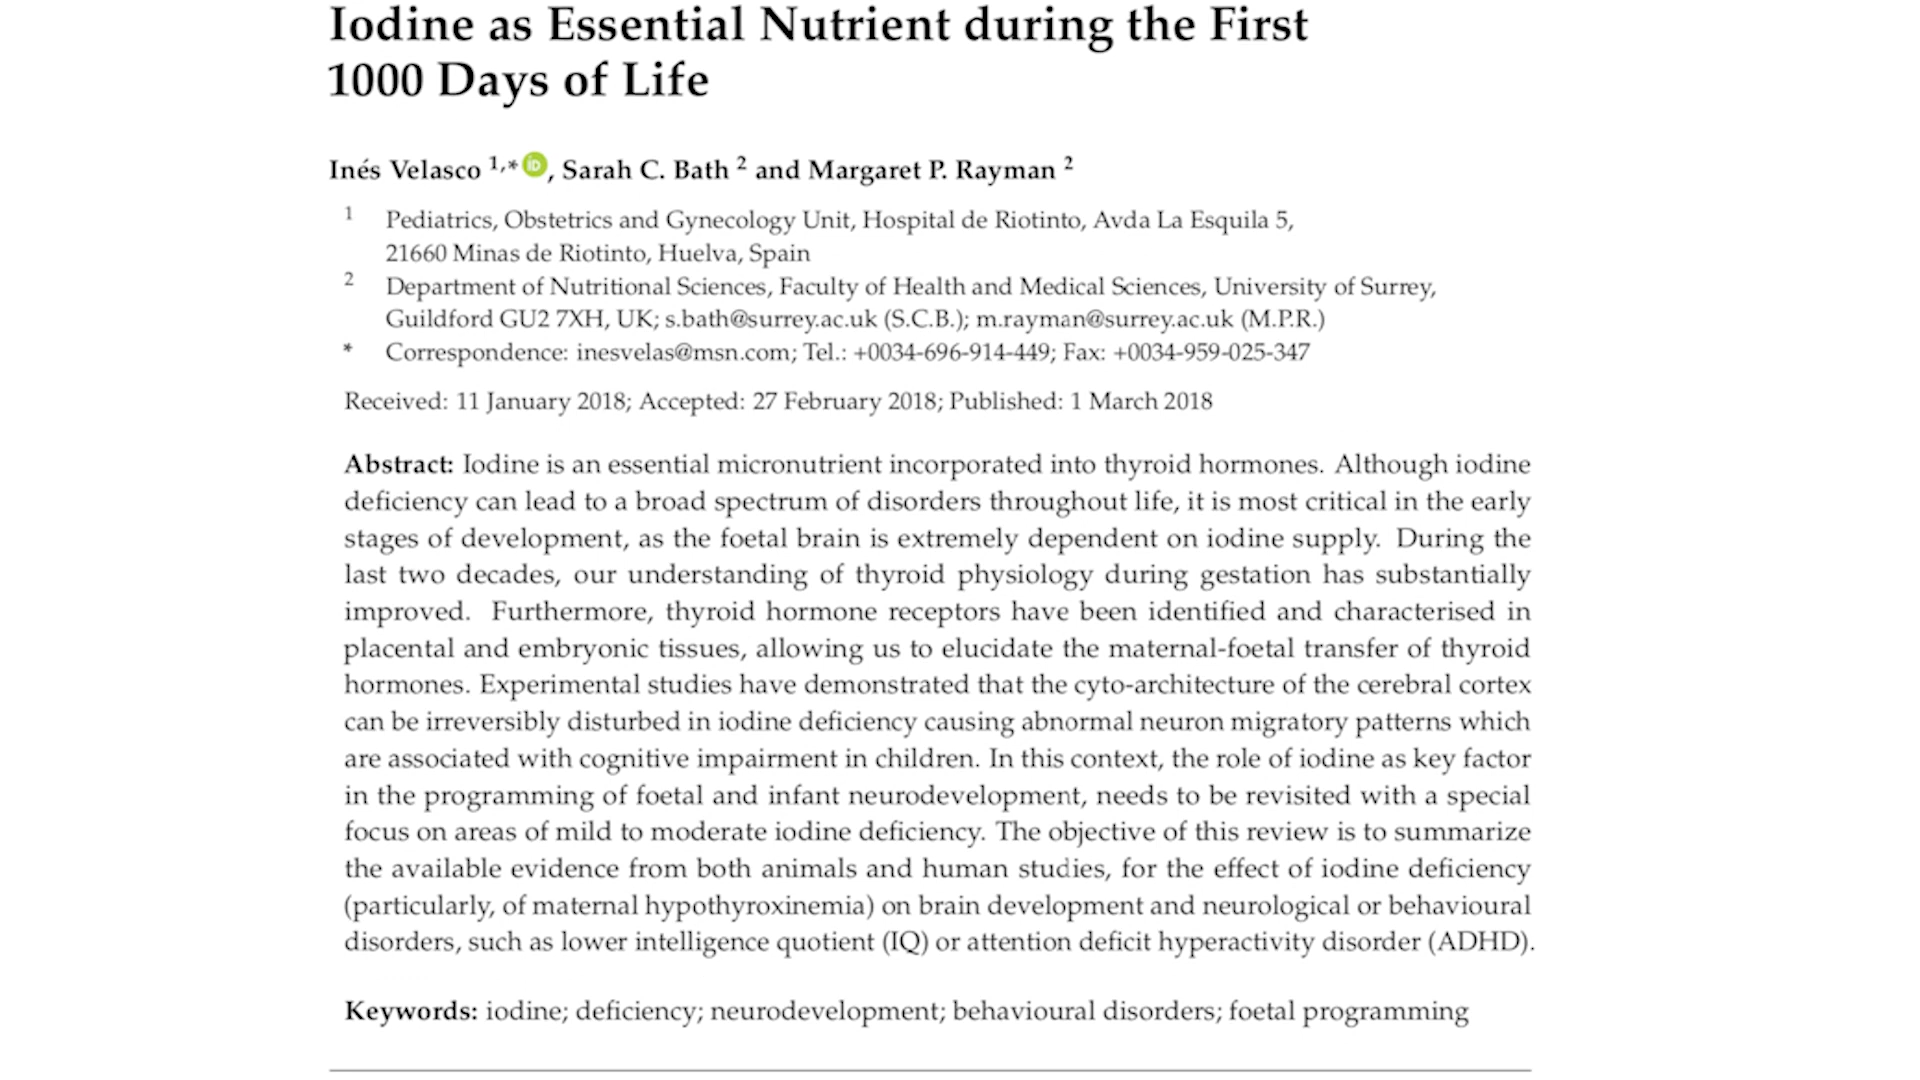 Iodine as Essential Nutrient during the First
1000 Days of Life
Inés Velasco 1,* iD, Sarah C. Bath 2 and Margaret P. Rayman 2
1 Pediatrics, Obstetrics and Gynecology Unit, Hospital de Riotinto, Avda La Esquila 5,
21660 Minas de Riotinto, Huelva, Spain
2 Department of Nutritional Sciences, Faculty of Health and Medical Sciences, University of Surrey,
Guildford GU2 7XH, UK; s.bath@surrey.ac.uk (S.C.B.); m.rayman@surrey.ac.uk (M.P.R.)
* Correspondence: inesvelas@msn.com; Tel.: +0034-696-914-449; Fax: +0034-959-025-347
Received: 11 January 2018; Accepted: 27 February 2018; Published: 1 March 2018
Abstract: Iodine is an essential micronutrient incorporated into thyroid hormones. Although iodine
deficiency can lead to a broad spectrum of disorders throughout life, it is most critical in the early
stages of development, as the foetal brain is extremely dependent on iodine supply. During the
last two decades, our understanding of thyroid physiology during gestation has substantially
improved. Furthermore, thyroid hormone receptors have been identified and characterised in
placental and embryonic tissues, allowing us to elucidate the maternal-foetal transfer of thyroid
hormones. Experimental studies have demonstrated that the cyto-architecture of the cerebral cortex
can be irreversibly disturbed in iodine deficiency causing abnormal neuron migratory patterns which
are associated with cognitive impairment in children. In this context, the role of iodine as key factor
in the programming of foetal and infant neurodevelopment, needs to be revisited with a special
focus on areas of mild to moderate iodine deficiency. The objective of this review is to summarize
the available evidence from both animals and human studies, for the effect of iodine deficiency
(particularly, of maternal hypothyroxinemia) on brain development and neurological or behavioural
disorders, such as lower intelligence quotient (IQ) or attention deficit hyperactivity disorder (ADHD).
Keywords: iodine; deficiency; neurodevelopment; behavioural disorders; foetal programming